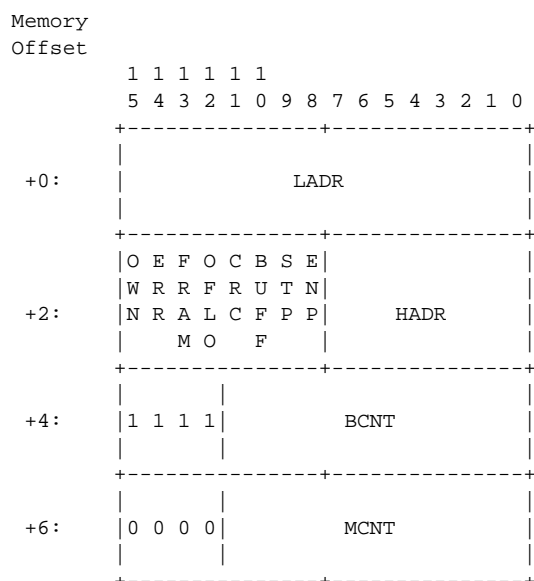 Memory
Offset
1 1 1 1 1 1
5 4 3 2 1 0 9 8 7 6 5 4 3 2 1 0
+---------------+---------------+
| |
+0: | LADR |
| |
+---------------+---------------+
|O E F O C B S E| |
|W R R F R U T N| |
+2: |N R A L C F P P| HADR |
| M O F | |
+---------------+---------------+
| | |
+4: |1 1 1 1| BCNT |
| | |
+---------------+---------------+
| | |
+6: |0 0 0 0| MCNT |
| | |
+---------------+---------------+